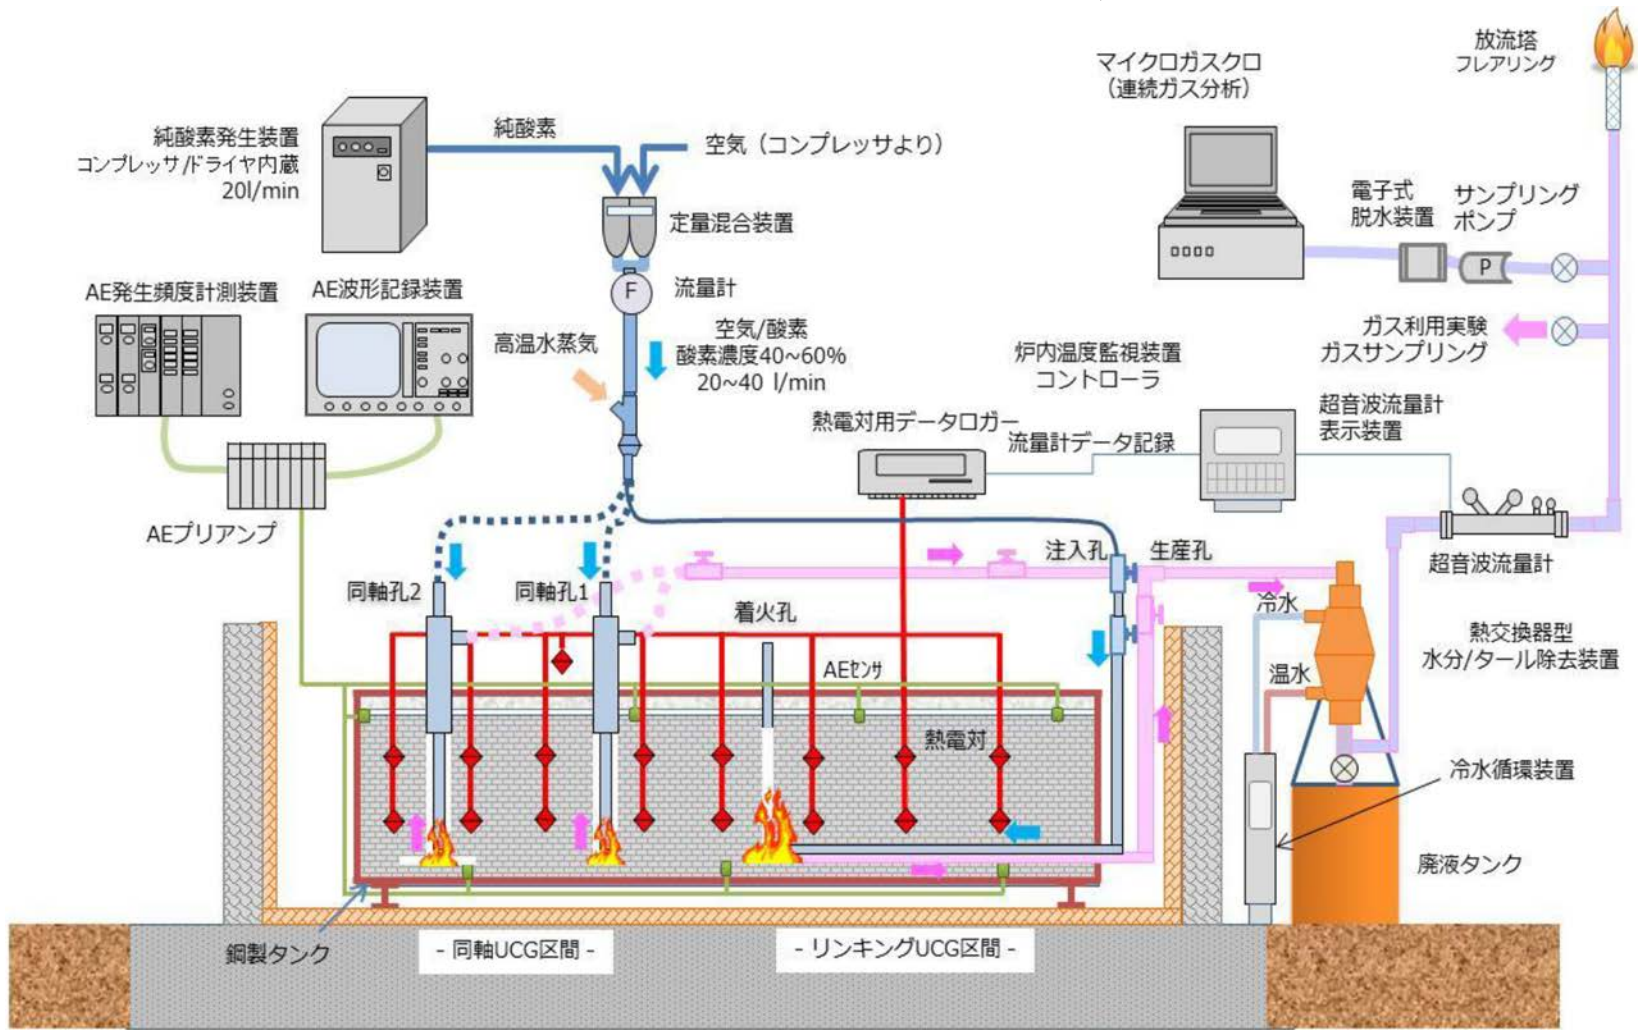 放流塔
フレアリング
マイクロガスクロ
（連続ガス分析）
純酸素発生装置
コンプレッサ/ドライヤ内蔵
20l/min
純酸素
空気（コンプレッサより）
定量混合装置
電子式
脱水装置
サンプリング
ポンプ
P
AE発生頻度計測装置
AE波形記録装置
F
流量計
高温水蒸気
空気/酸素
酸素濃度40~60%
20~40 l/min
ガス利用実験
ガスサンプリング
炉内温度監視装置
コントローラ
超音波流量計
表示装置
熱電対用データロガー
流量計データ記録
AEプリアンプ
超音波流量計
注入孔
生産孔
同軸孔2
同軸孔1
着火孔
冷水
熱交換器型
水分/タール除去装置
温水
AEセンサ
熱電対
冷水循環装置
廃液タンク
鋼製タンク
- 同軸UCG区間 -
- リンキングUCG区間 -